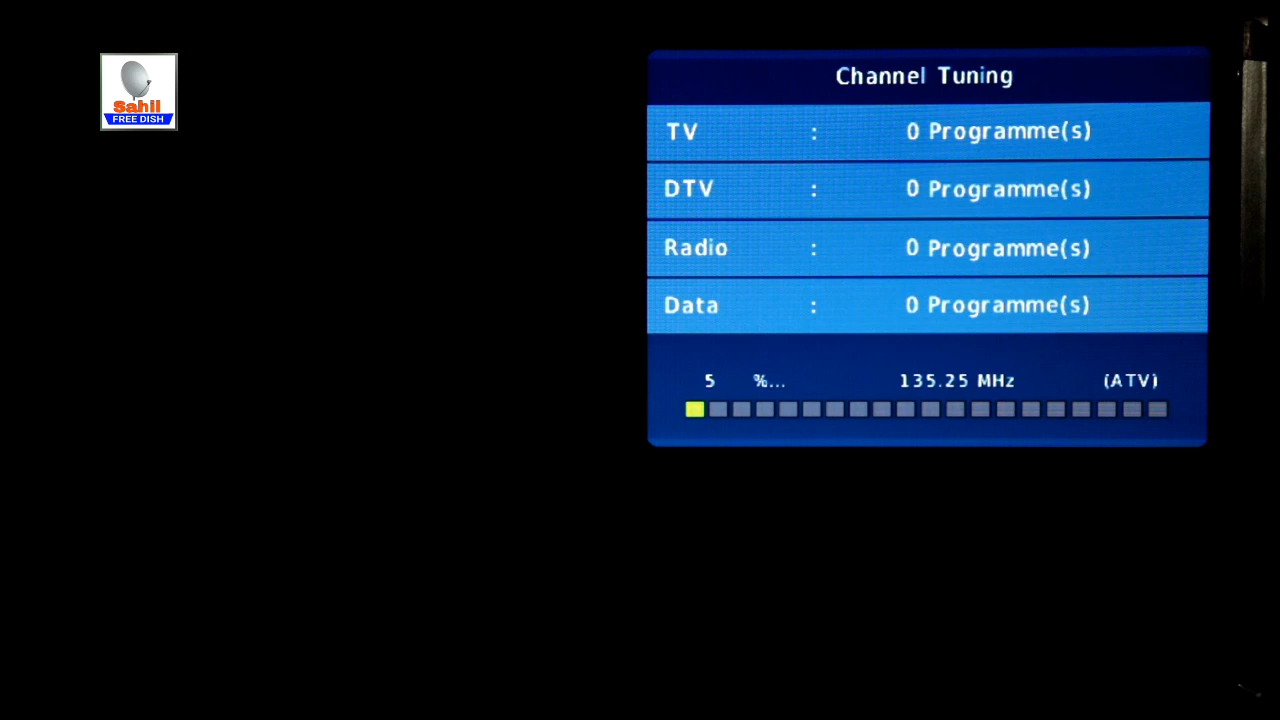 Sahil
FREE DISH
Channel Tuning
TV : 0 Programme(s)
DTV : 0 Programme(s)
Radio : 0 Programme(s)
Data : 0 Programme(s)
5 %... 135.25 MHz (ATV)